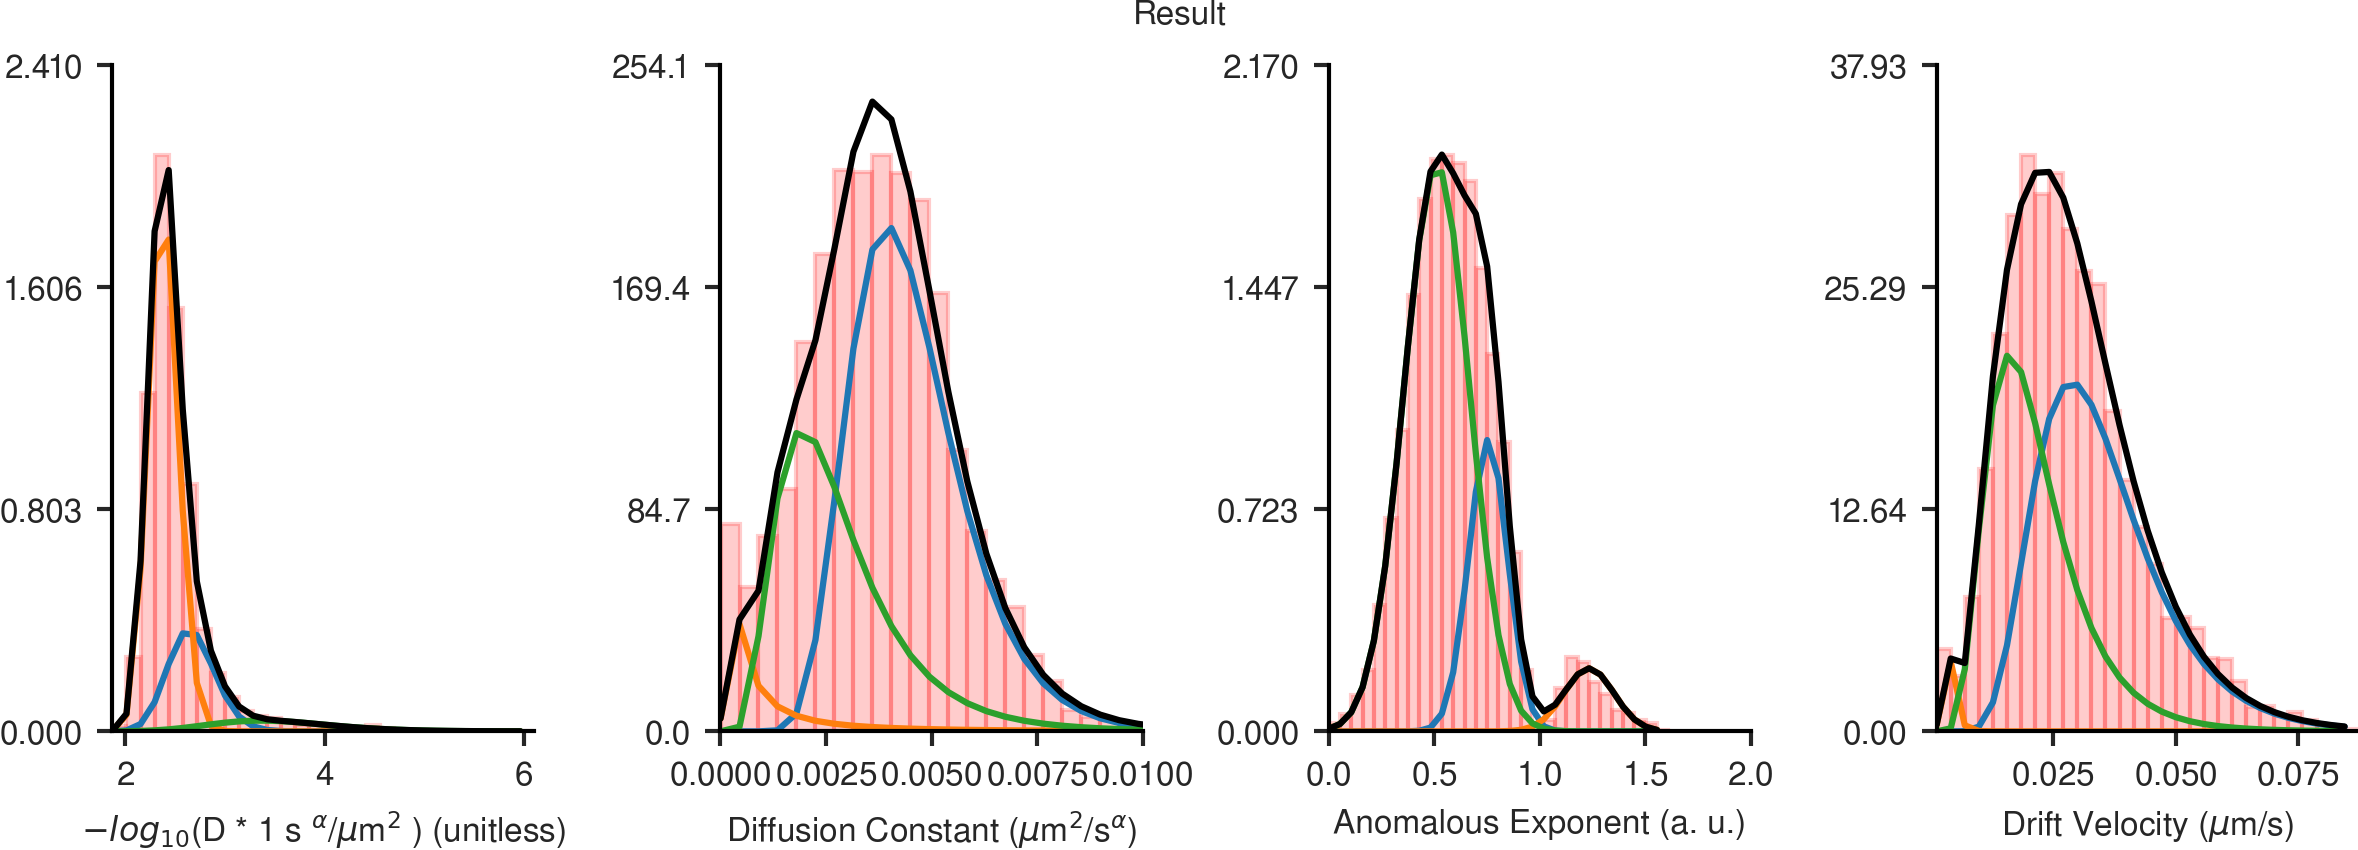 Result
2.410
1.606
0.803
0.000
2 4 6
−log₁₀(D * 1 s ᵅ/μm² ) (unitless)
254.1
169.4
84.7
0.0
0.0000 0.0025 0.0050 0.0075 0.0100
Diffusion Constant (μm²/sᵅ)
2.170
1.447
0.723
0.000
0.0 0.5 1.0 1.5 2.0
Anomalous Exponent (a. u.)
37.93
25.29
12.64
0.00
0.025 0.050 0.075
Drift Velocity (μm/s)